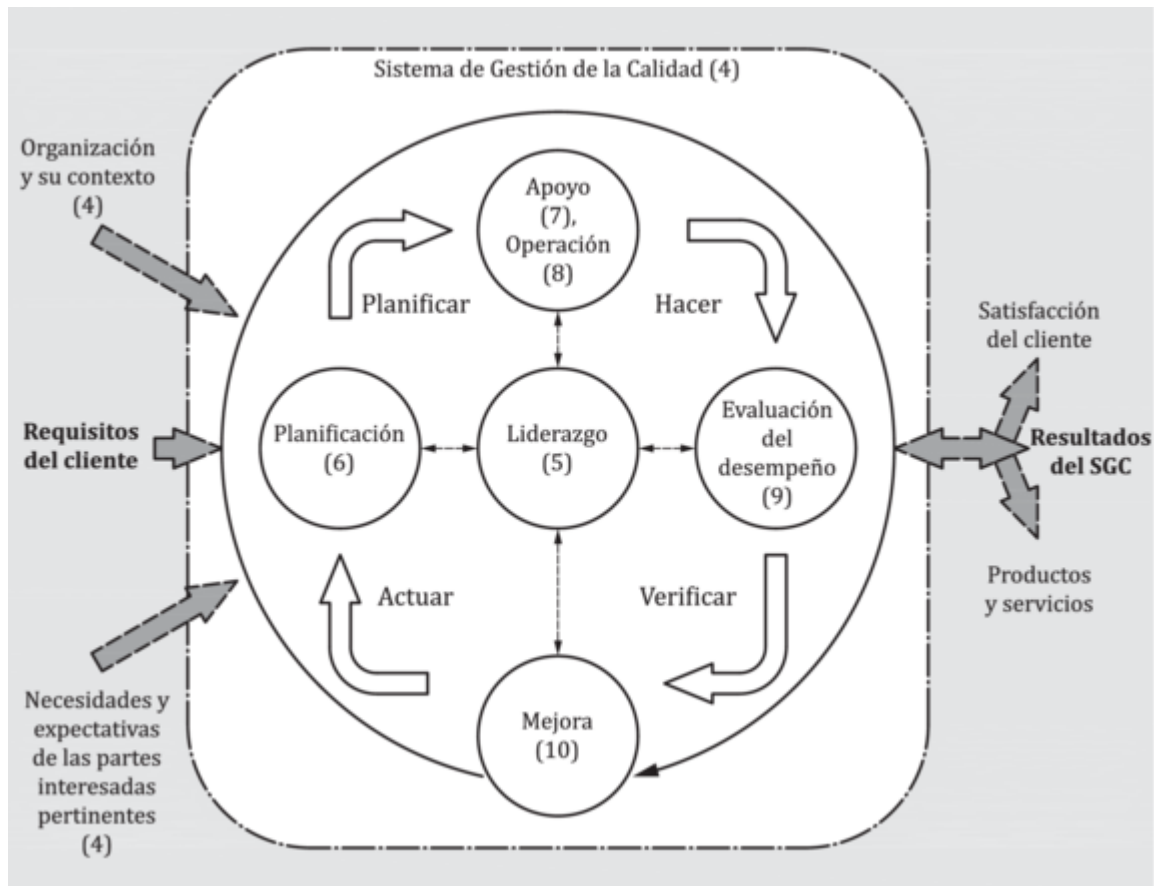 Sistema de Gestión de la Calidad (4)
Organización
y su contexto
(4)
Apoyo
(7),
Operación
(8)
Planificar
Hacer
Satisfacción
del cliente
Requisitos
del cliente
Planificación
(6)
Liderazgo
(5)
Evaluación
del
desempeño
(9)
Resultados
del SGC
Actuar
Verificar
Productos
y servicios
Necesidades y
expectativas
de las partes
interesadas
pertinentes
(4)
Mejora
(10)